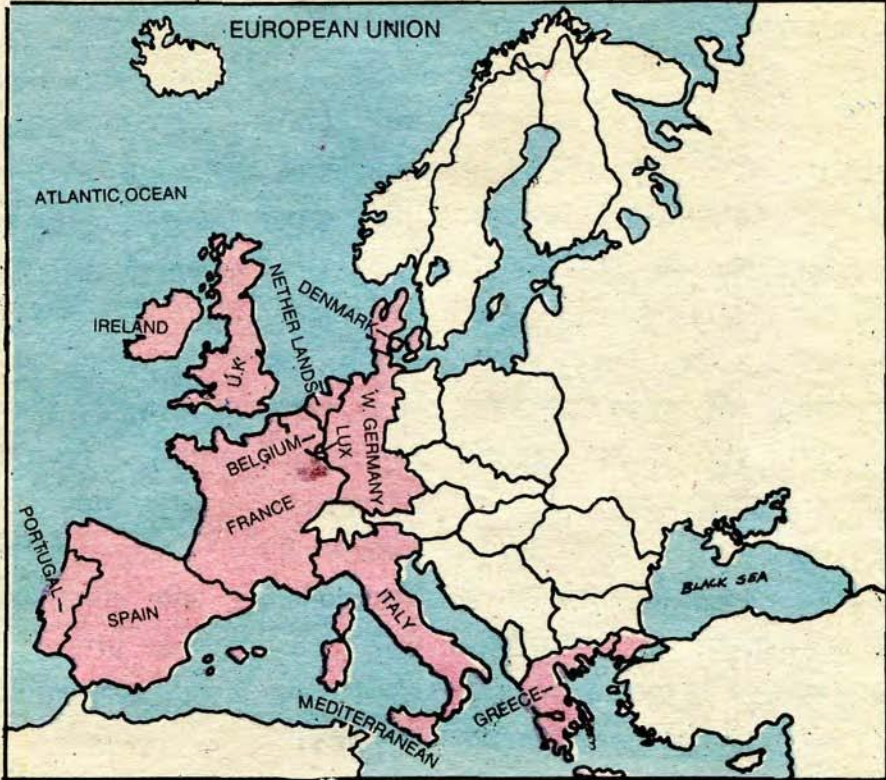 EUROPEAN UNION
ATLANTIC OCEAN
IRELAND
U.K.
NETHER LANDS
DENMARK
BELGIUM
LUX
W. GERMANY
FRANCE
PORTUGAL
SPAIN
ITALY
BLACK SEA
GREECE
MEDITERRANEAN